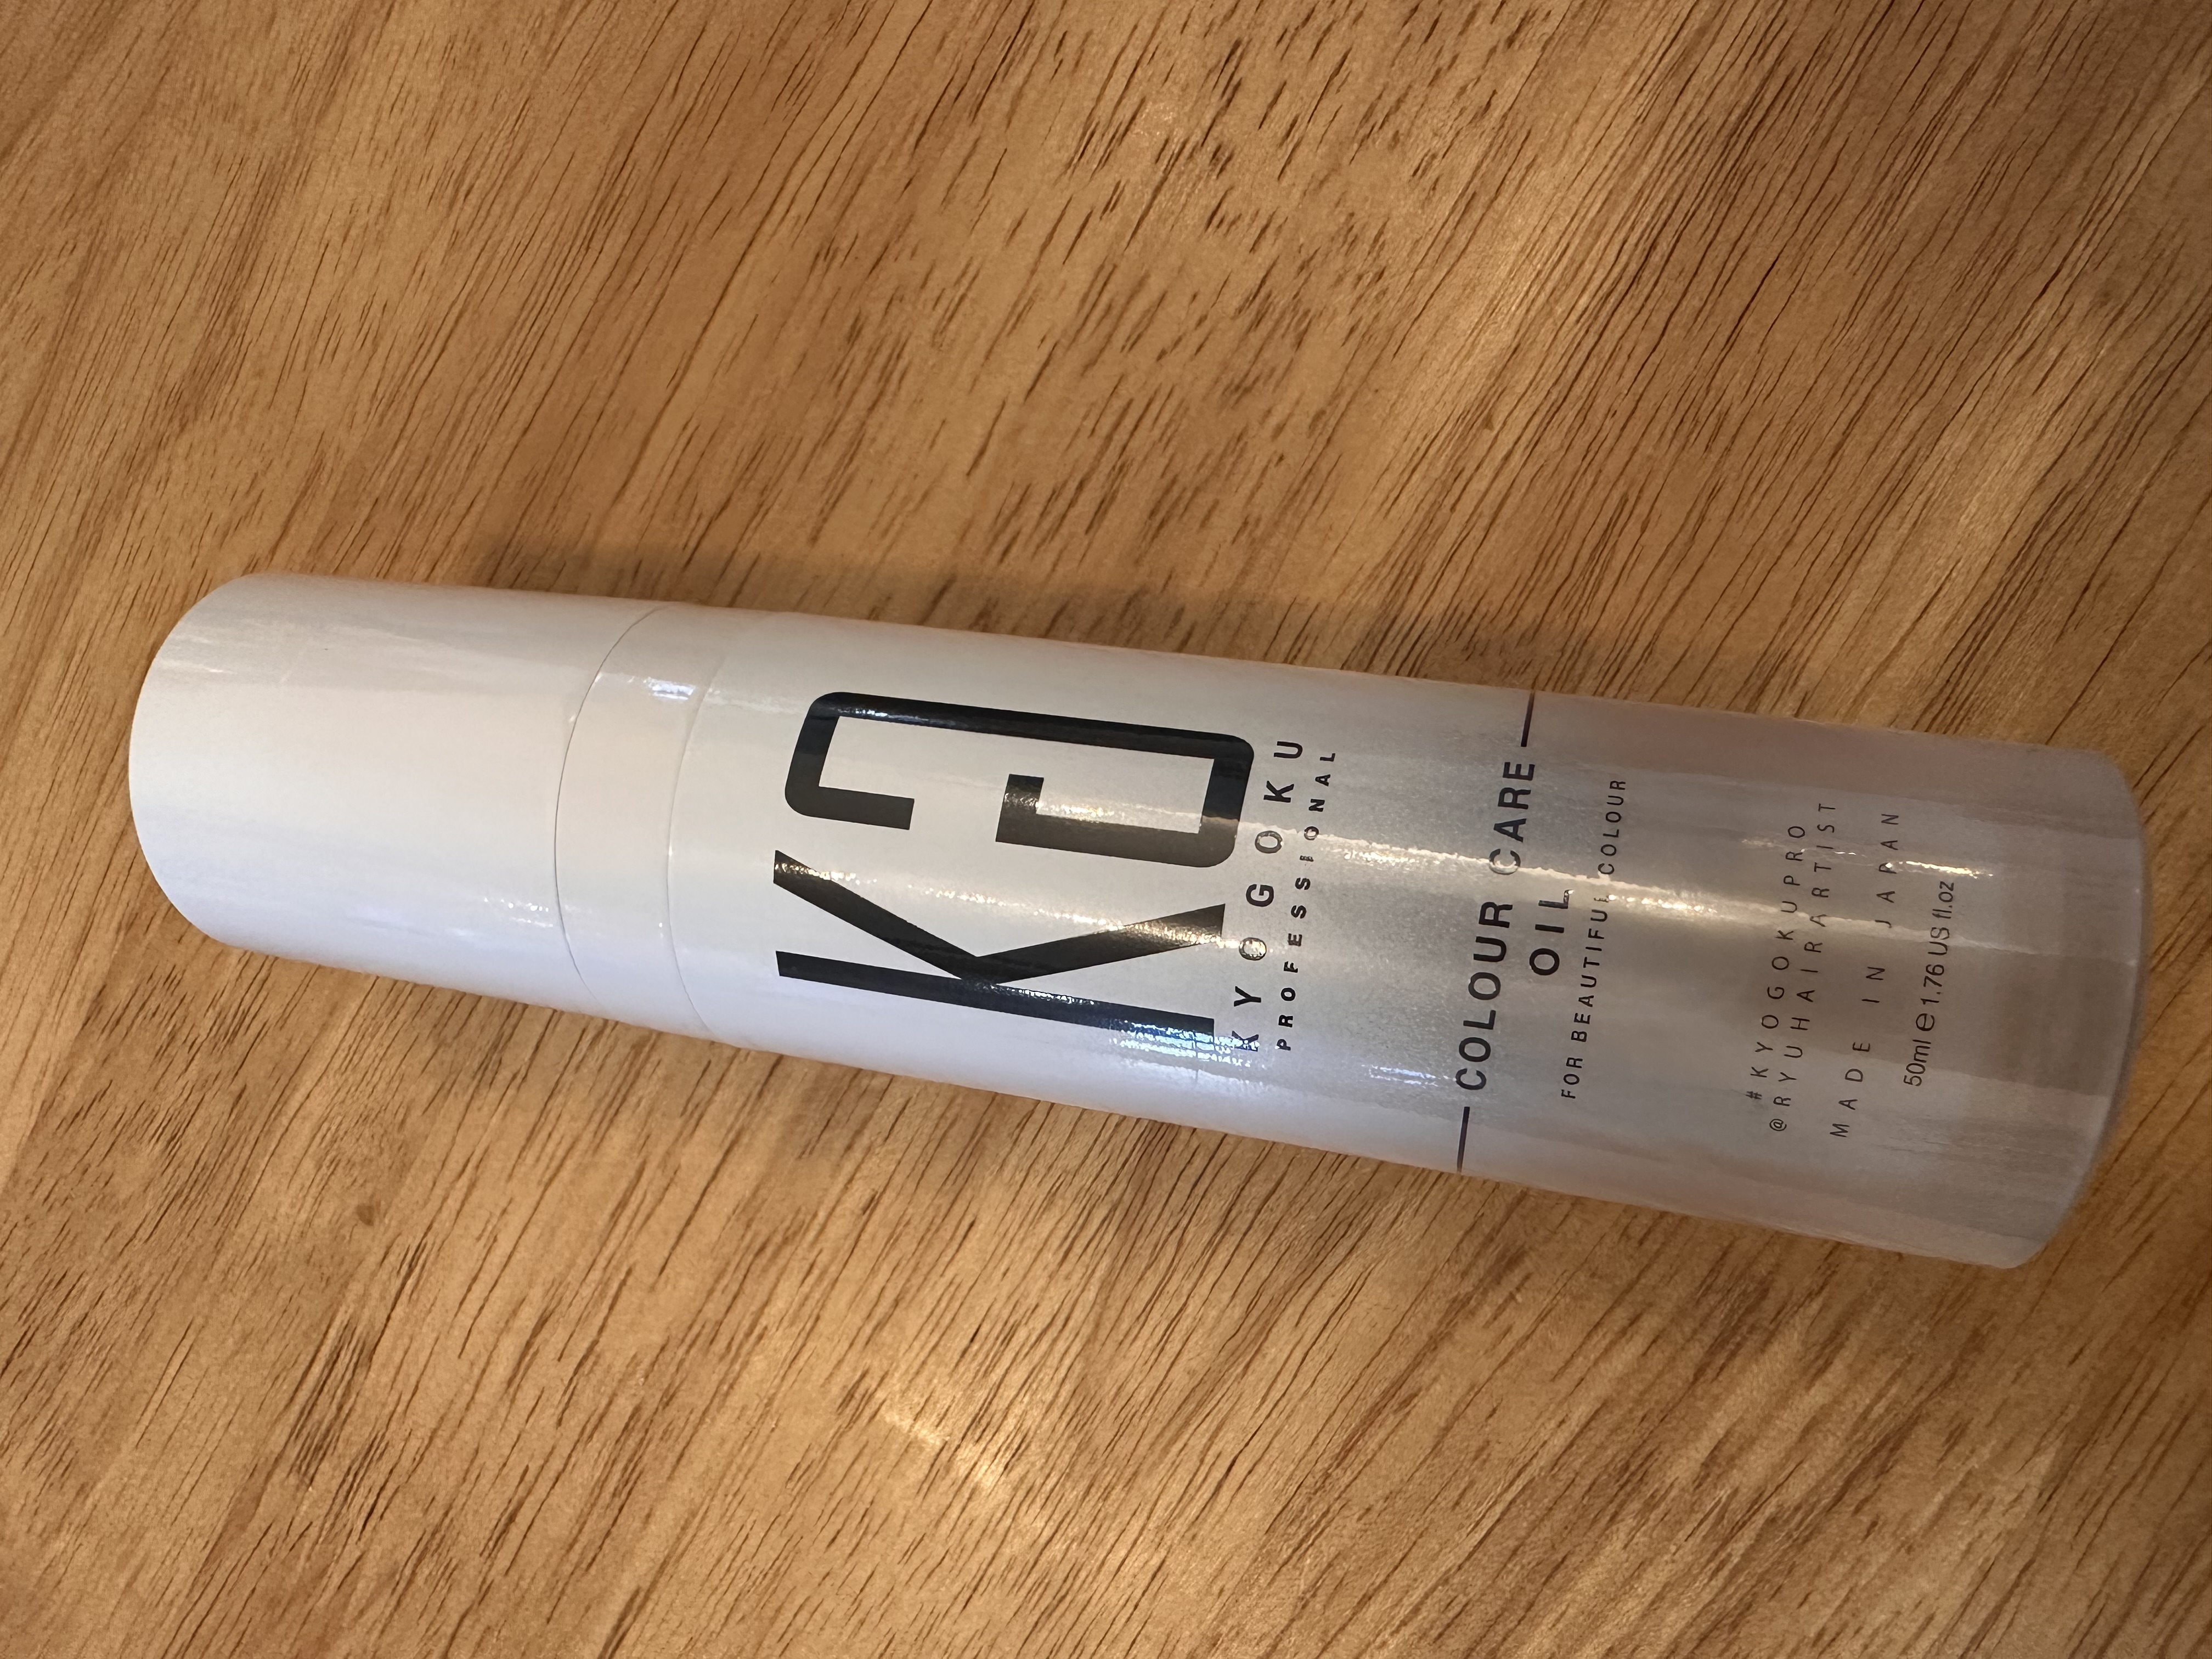 KG
KYOGOKU
PROFESSIONAL
COLOUR CARE
OIL
FOR BEAUTIFUL COLOUR
#KYOGOKUPRO
@RYUHAIRARTIST
MADE IN JAPAN
50ml ℮ 1.76 US fl.oz